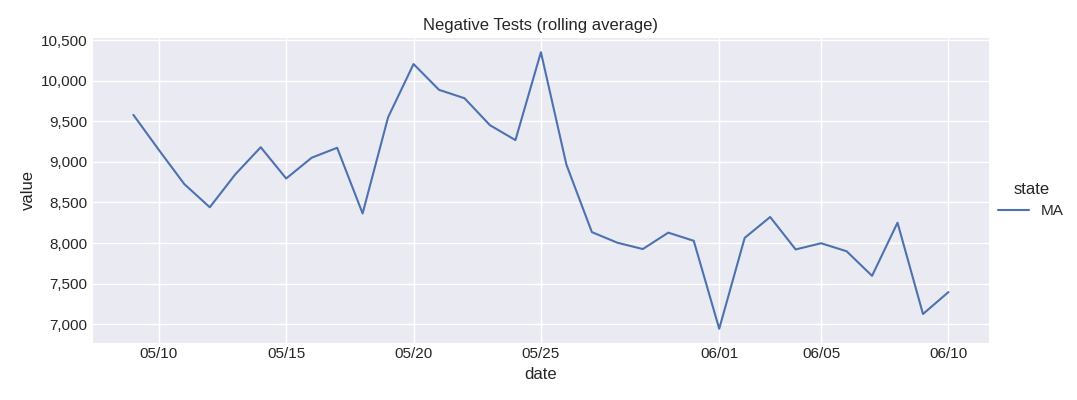 Negative Tests (rolling average)
10,500
10,000
9,500
9,000
8,500
8,000
7,500
7,000
value
05/10 05/15 05/20 05/25 06/01 06/05 06/10
date
state
MA